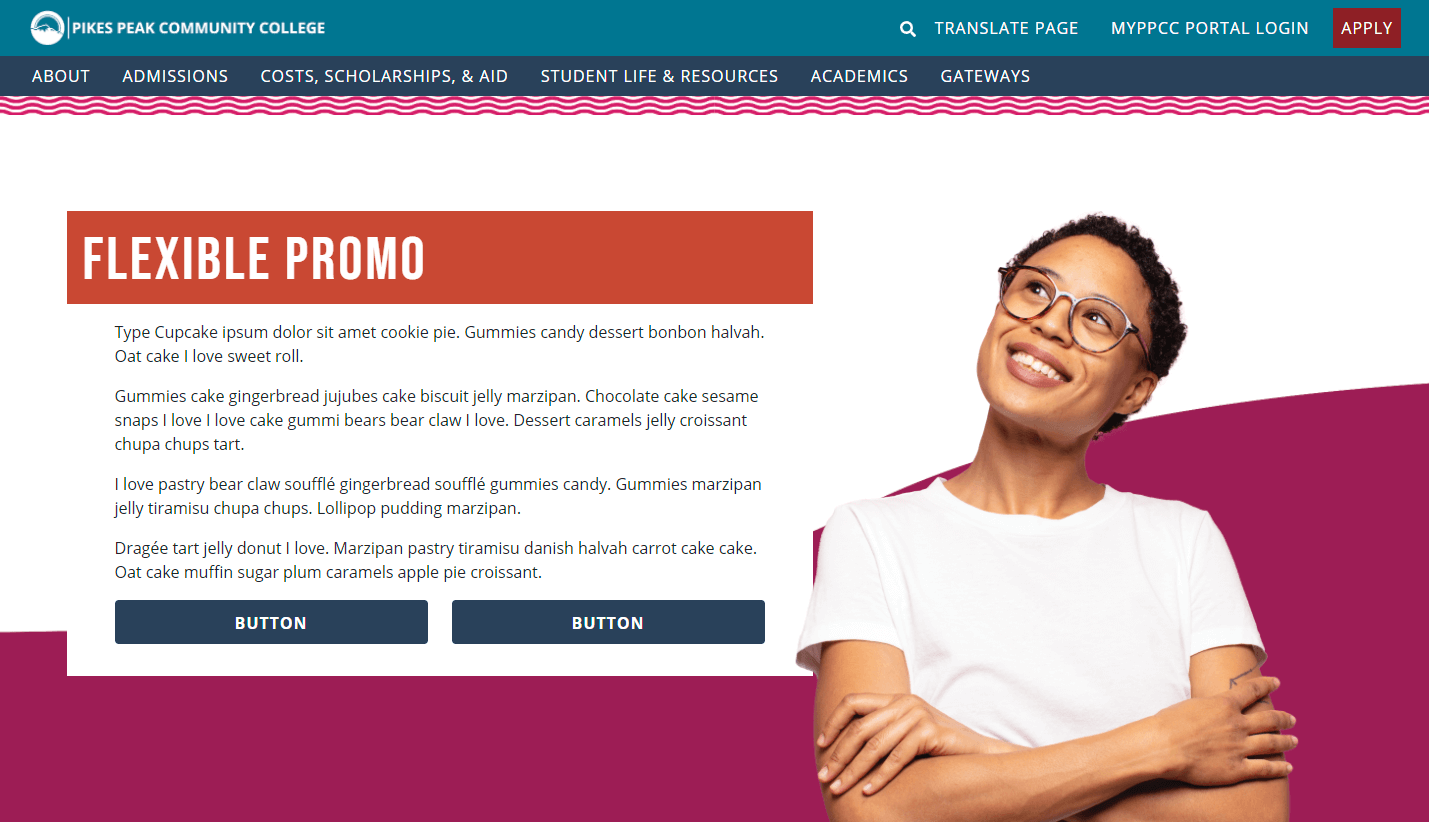 PIKES PEAK COMMUNITY COLLEGE
TRANSLATE PAGE
MYPPCC PORTAL LOGIN
APPLY
ABOUT
ADMISSIONS
COSTS, SCHOLARSHIPS, & AID
STUDENT LIFE & RESOURCES
ACADEMICS
GATEWAYS
FLEXIBLE PROMO
Type Cupcake ipsum dolor sit amet cookie pie. Gummies candy dessert bonbon halvah.
Oat cake I love sweet roll.
Gummies cake gingerbread jujubes cake biscuit jelly marzipan. Chocolate cake sesame
snaps I love I love cake gummi bears bear claw I love. Dessert caramels jelly croissant
chupa chups tart.
I love pastry bear claw soufflé gingerbread soufflé gummies candy. Gummies marzipan
jelly tiramisu chupa chups. Lollipop pudding marzipan.
Dragée tart jelly donut I love. Marzipan pastry tiramisu danish halvah carrot cake cake.
Oat cake muffin sugar plum caramels apple pie croissant.
BUTTON
BUTTON